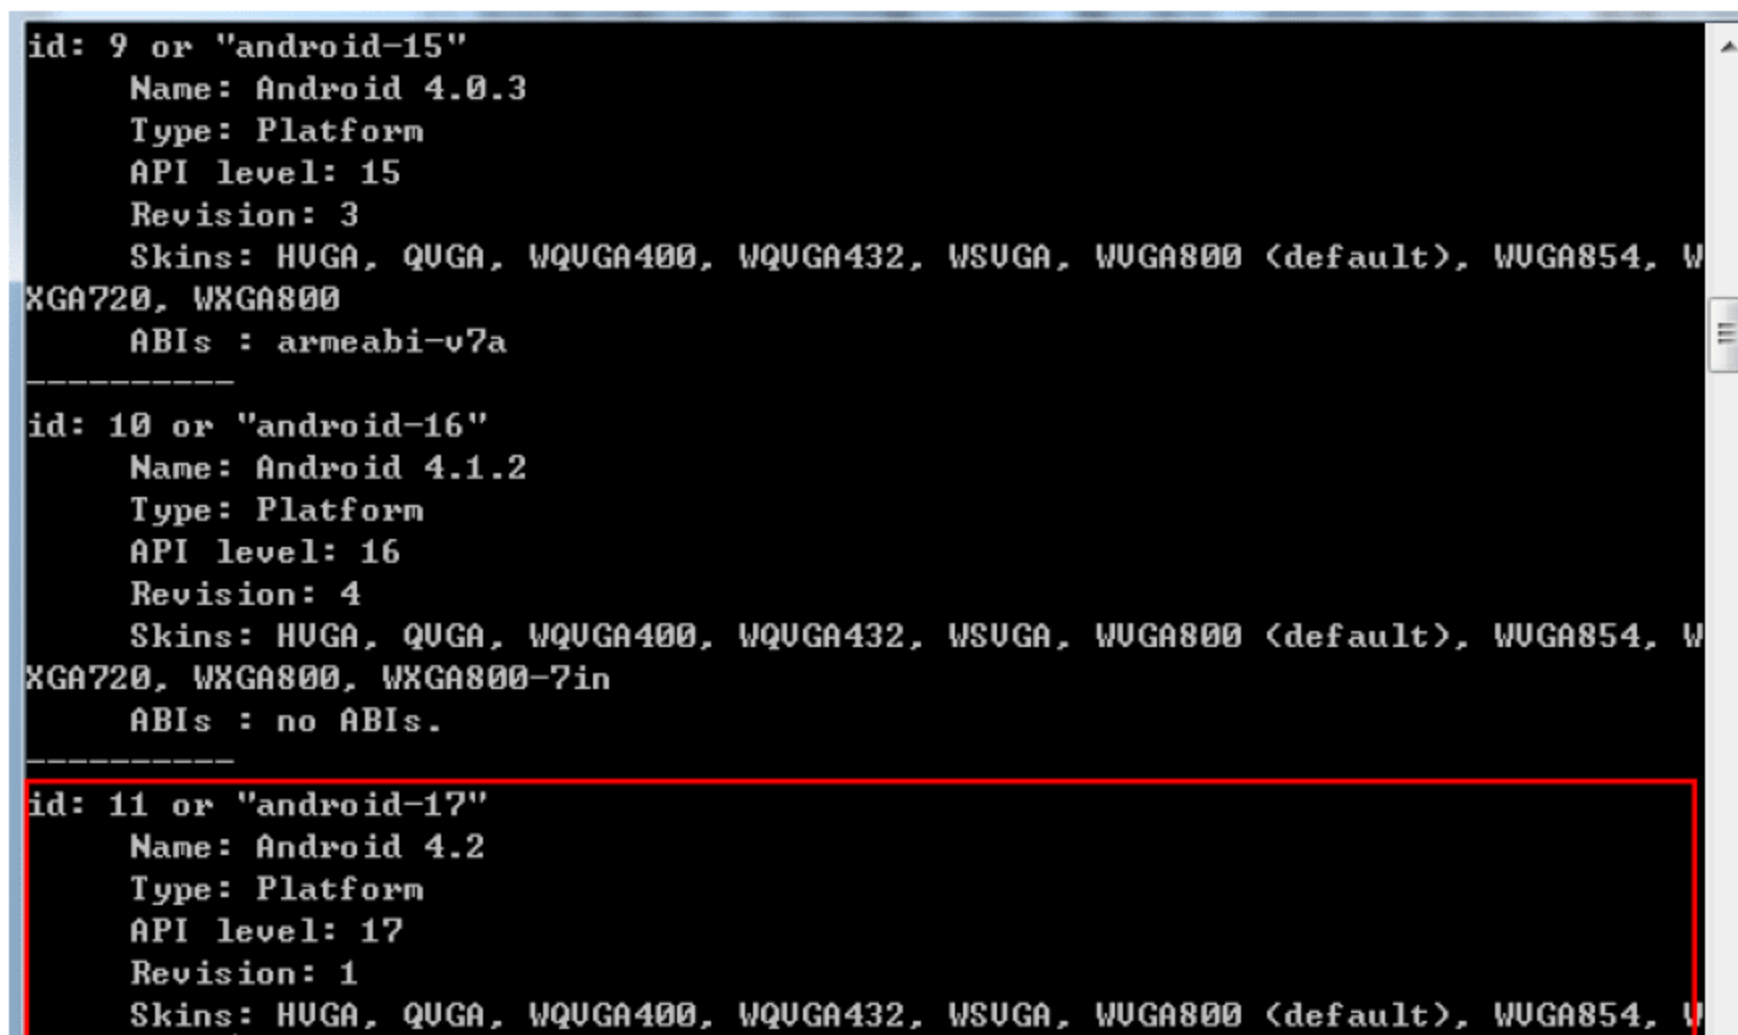 id: 9 or "android-15"
Name: Android 4.0.3
Type: Platform
API level: 15
Revision: 3
Skins: HVGA, QVGA, WQVGA400, WQVGA432, WSVGA, WVGA800 (default), WVGA854, W
XGA720, WXGA800
ABIs : armeabi-v7a
----------
id: 10 or "android-16"
Name: Android 4.1.2
Type: Platform
API level: 16
Revision: 4
Skins: HVGA, QVGA, WQVGA400, WQVGA432, WSVGA, WVGA800 (default), WVGA854, W
XGA720, WXGA800, WXGA800-7in
ABIs : no ABIs.
----------
id: 11 or "android-17"
Name: Android 4.2
Type: Platform
API level: 17
Revision: 1
Skins: HVGA, QVGA, WQVGA400, WQVGA432, WSVGA, WVGA800 (default), WVGA854, W